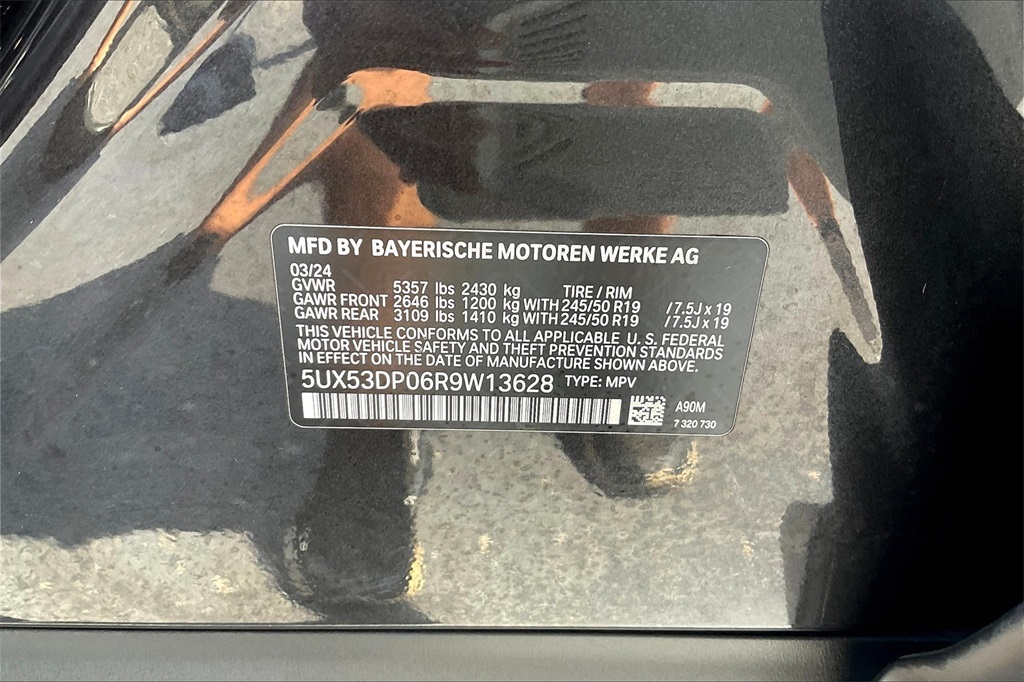 MFD BY BAYERISCHE MOTOREN WERKE AG
03/24
GVWR 5357 lbs 2430 kg TIRE / RIM
GAWR FRONT 2646 lbs 1200 kg WITH 245/50 R19 / 7.5J x 19
GAWR REAR 3109 lbs 1410 kg WITH 245/50 R19 / 7.5J x 19
THIS VEHICLE CONFORMS TO ALL APPLICABLE U. S. FEDERAL
MOTOR VEHICLE SAFETY AND THEFT PREVENTION STANDARDS
IN EFFECT ON THE DATE OF MANUFACTURE SHOWN ABOVE.
5UX53DP06R9W13628 TYPE: MPV
A90M
7 320 730